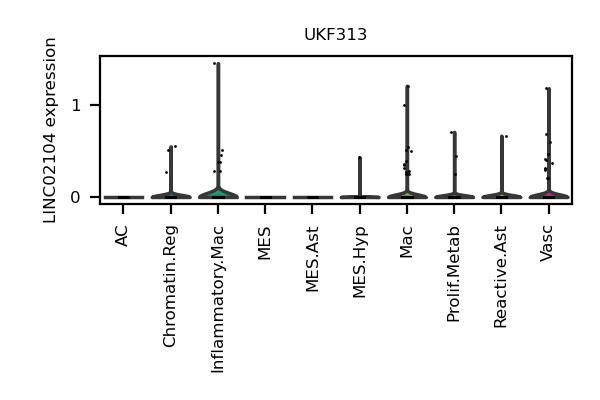 UKF313
LINC02104 expression
1
0
AC
Chromatin.Reg
Inflammatory.Mac
MES
MES.Ast
MES.Hyp
Mac
Prolif.Metab
Reactive.Ast
Vasc